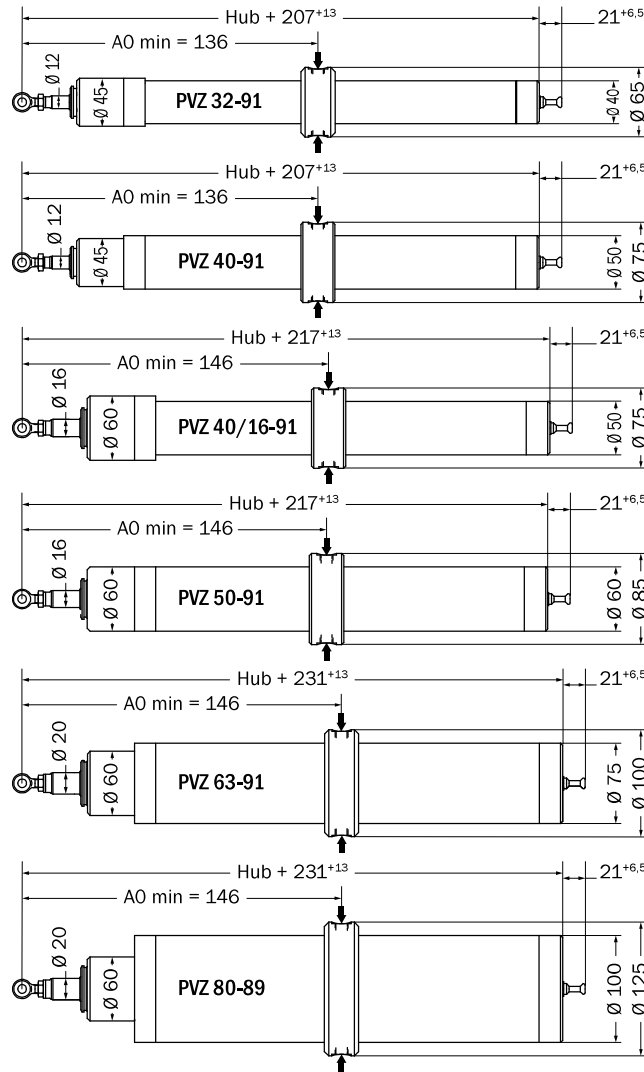 Hub + 207+13
21+6,5
A0 min = 136
Ø 12
Ø 45
PVZ 32-91
Ø 40
Ø 65
Hub + 207+13
21+6,5
A0 min = 136
Ø 12
Ø 45
PVZ 40-91
Ø 50
Ø 75
Hub + 217+13
21+6,5
A0 min = 146
Ø 16
Ø 60
PVZ 40/16-91
Ø 50
Ø 75
Hub + 217+13
21+6,5
A0 min = 146
Ø 16
Ø 60
PVZ 50-91
Ø 60
Ø 85
Hub + 231+13
21+6,5
A0 min = 146
Ø 20
Ø 60
PVZ 63-91
Ø 75
Ø 100
Hub + 231+13
21+6,5
A0 min = 146
Ø 20
Ø 60
PVZ 80-89
Ø 100
Ø 125